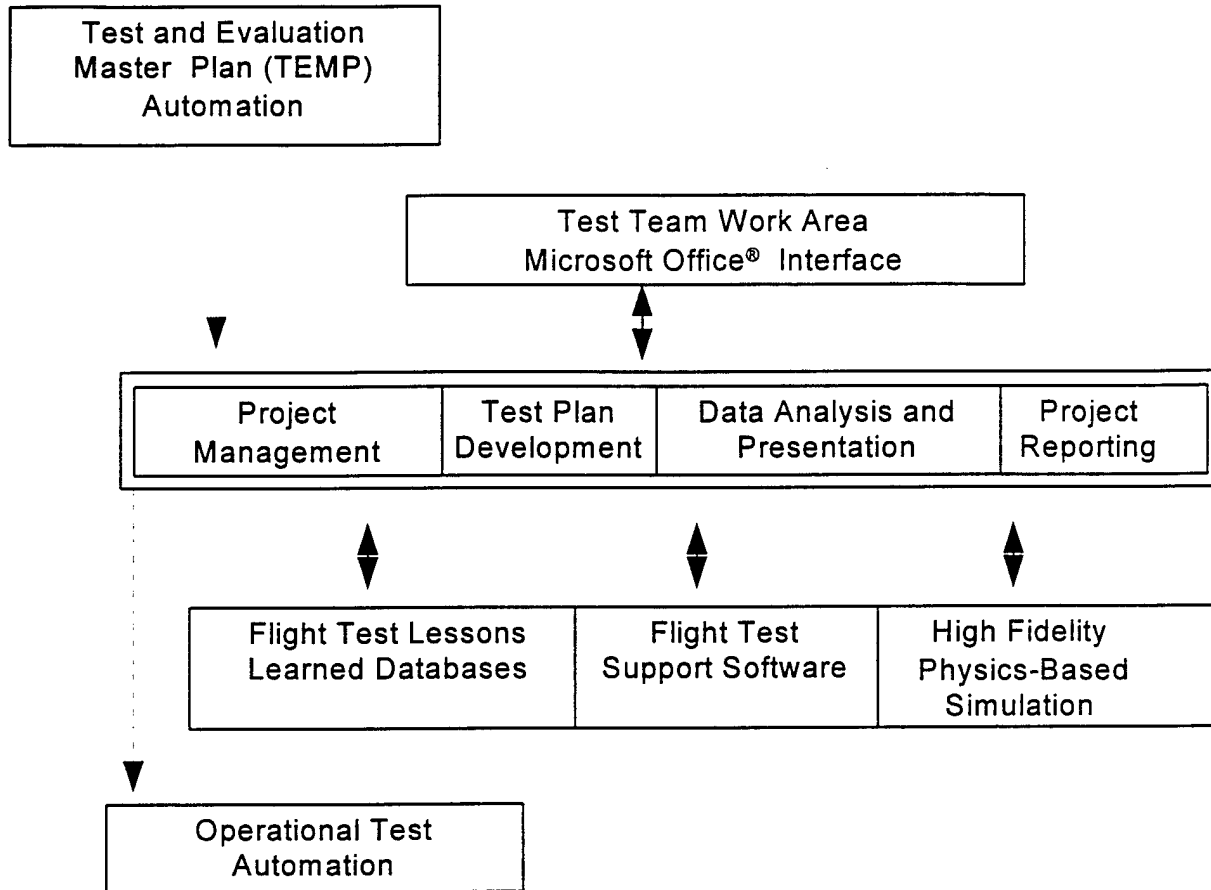 Test and Evaluation
Master Plan (TEMP)
Automation
Test Team Work Area
Microsoft Office® Interface
Project
Management
Test Plan
Development
Data Analysis and
Presentation
Project
Reporting
Flight Test Lessons
Learned Databases
Flight Test
Support Software
High Fidelity
Physics-Based
Simulation
Operational Test
Automation